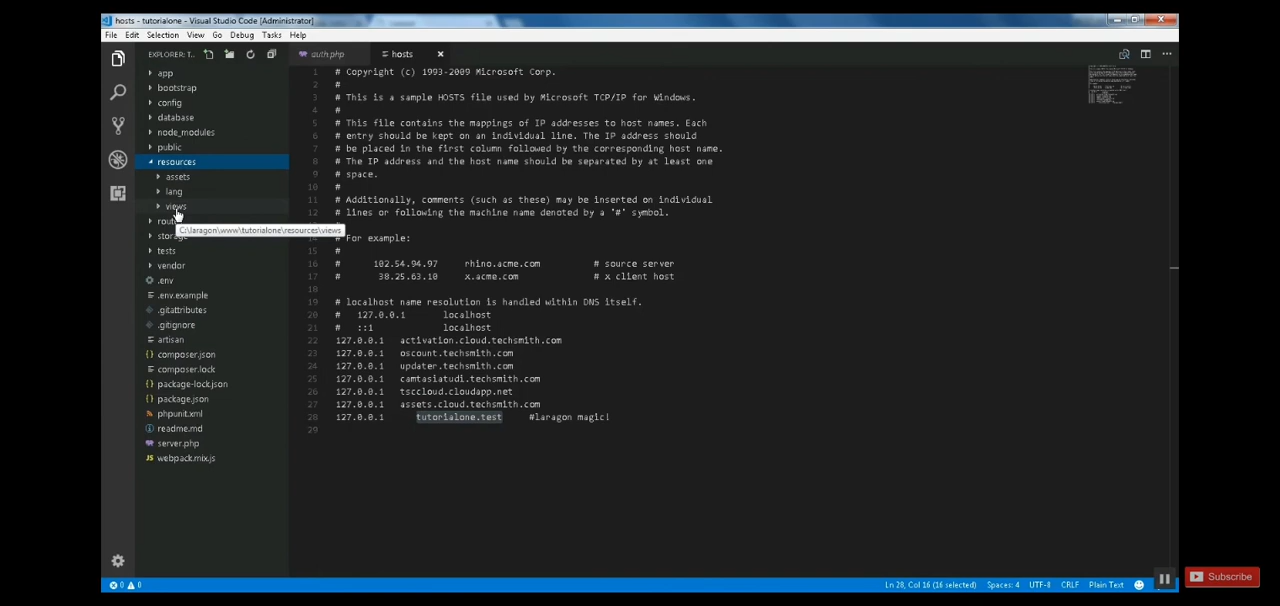 hosts - tutorialone - Visual Studio Code [Administrator]
File Edit Selection View Go Debug Tasks Help
EXPLORER: T...
auth.php
hosts
app
bootstrap
config
database
node_modules
public
resources
assets
lang
views
C:\laragon\www\tutorialone\resources\views
tests
vendor
.env
.env.example
.gitattributes
.gitignore
artisan
composer.json
composer.lock
package-lock.json
package.json
phpunit.xml
readme.md
server.php
webpack.mix.js
1 # Copyright (c) 1993-2009 Microsoft Corp.
2 #
3 # This is a sample HOSTS file used by Microsoft TCP/IP for Windows.
4 #
5 # This file contains the mappings of IP addresses to host names. Each
6 # entry should be kept on an individual line. The IP address should
7 # be placed in the first column followed by the corresponding host name.
8 # The IP address and the host name should be separated by at least one
9 # space.
10 #
11 # Additionally, comments (such as these) may be inserted on individual
12 # lines or following the machine name denoted by a '#' symbol.
#
14 # For example:
15 #
16 # 102.54.94.97 rhino.acme.com # source server
17 # 38.25.63.10 x.acme.com # x client host
18
19 # localhost name resolution is handled within DNS itself.
20 # 127.0.0.1 localhost
21 # ::1 localhost
22 127.0.0.1 activation.cloud.techsmith.com
23 127.0.0.1 oscount.techsmith.com
24 127.0.0.1 updater.techsmith.com
25 127.0.0.1 camtasiatudi.techsmith.com
26 127.0.0.1 tsccloud.cloudapp.net
27 127.0.0.1 assets.cloud.techsmith.com
28 127.0.0.1 tutorialone.test #laragon magic!
29
0 0
Ln 28, Col 16 (16 selected) Spaces: 4 UTF-8 CRLF Plain Text
Subscribe